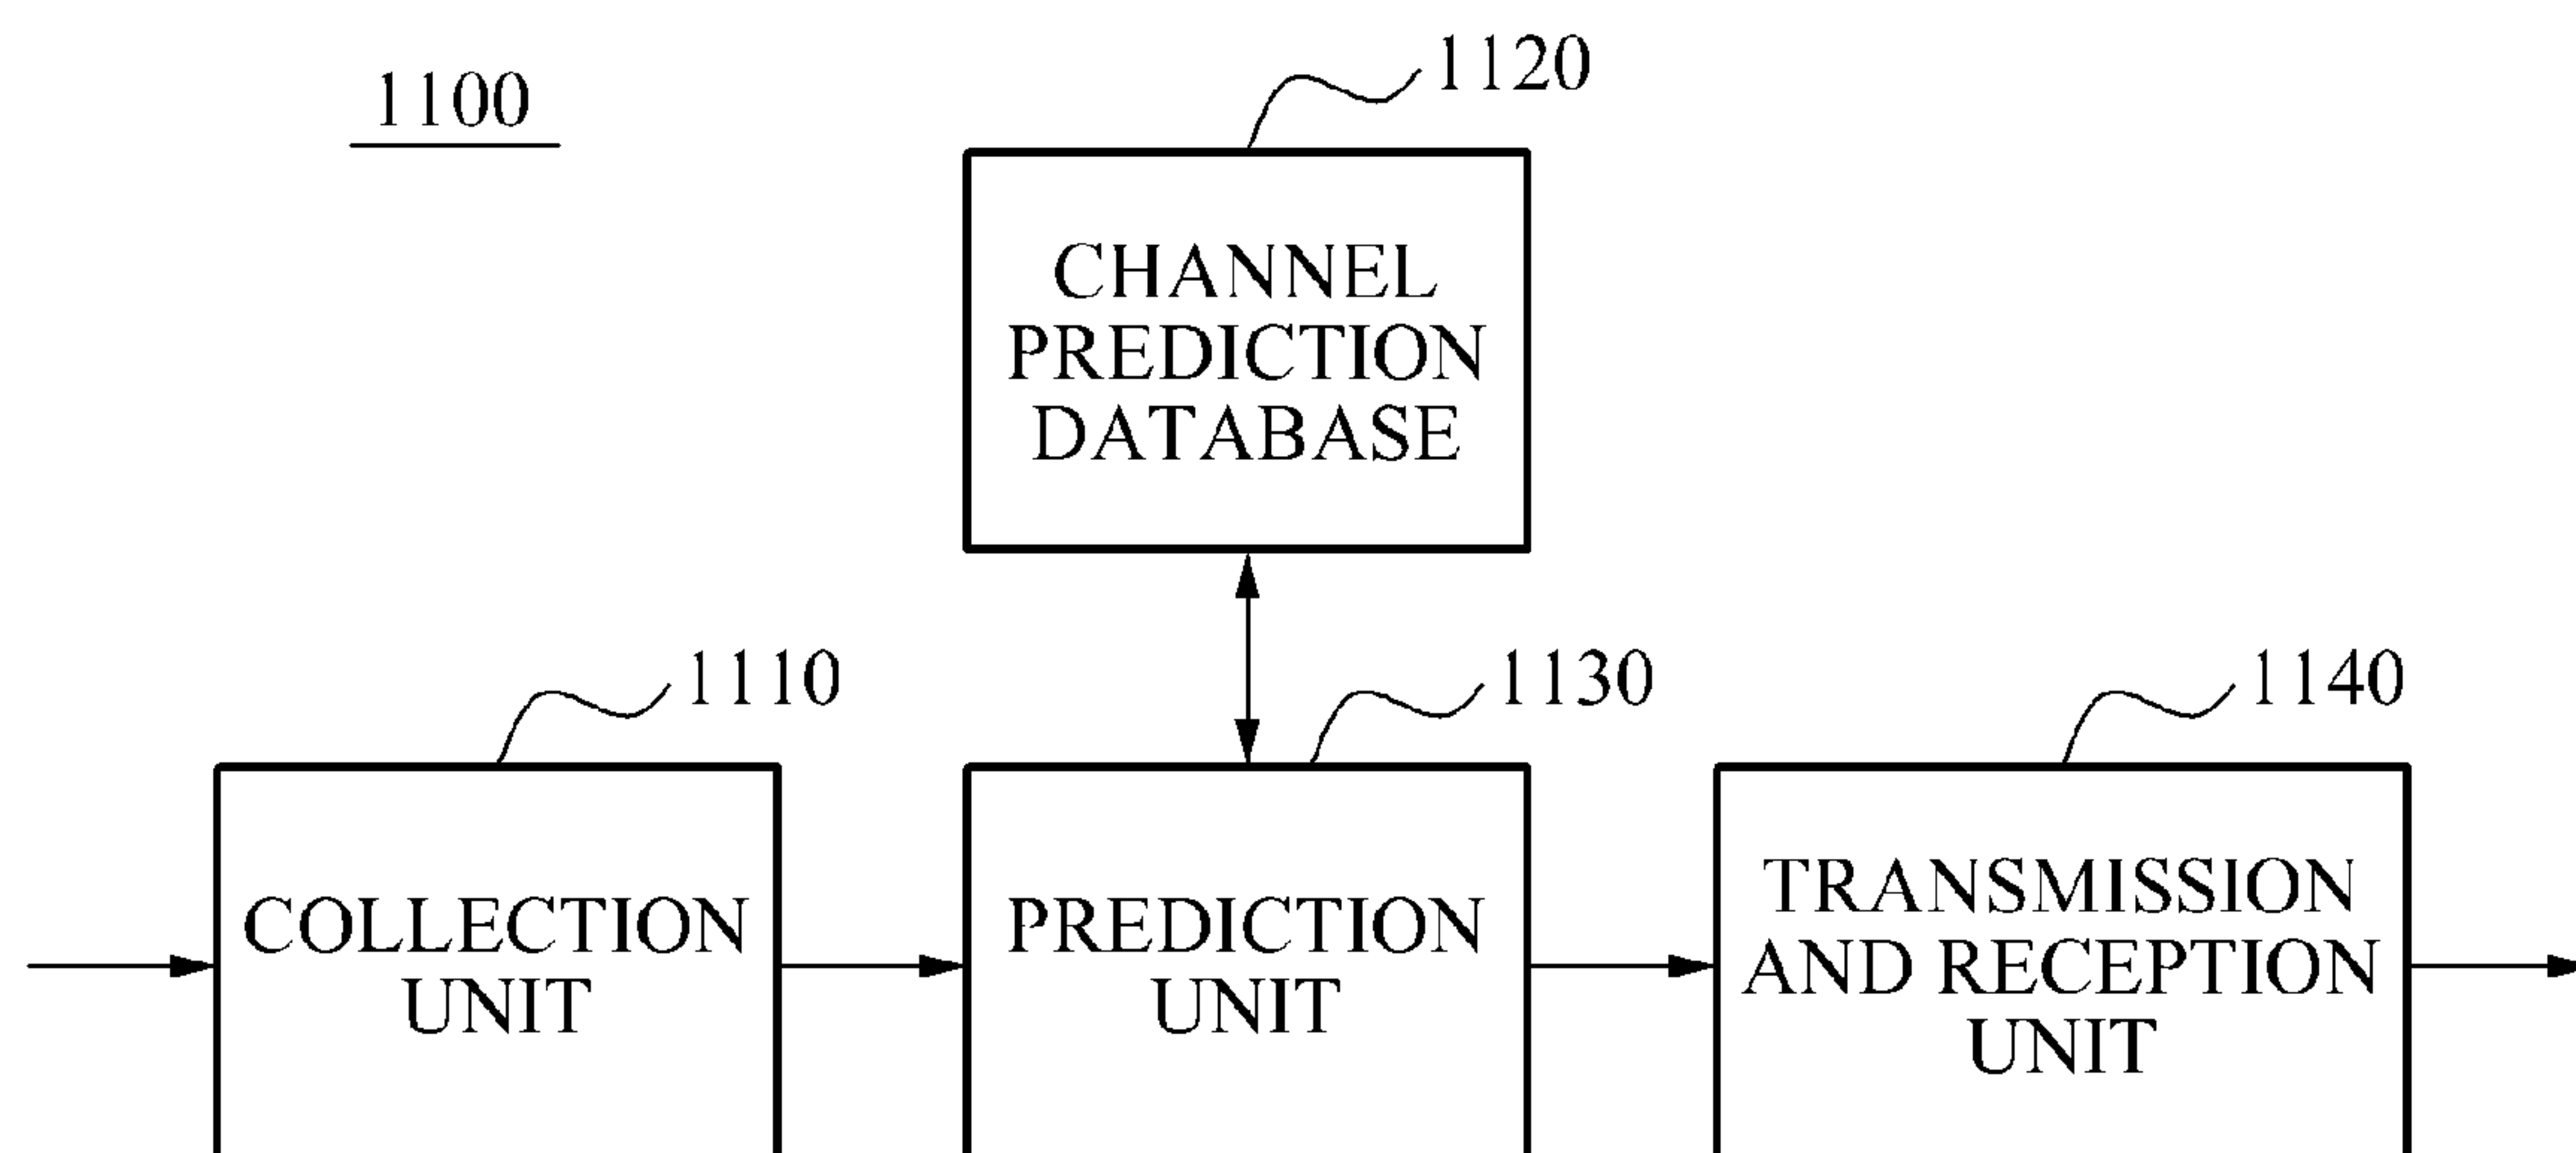 1100
1120
CHANNEL
PREDICTION
DATABASE
1110
1130
1140
COLLECTION
UNIT
PREDICTION
UNIT
TRANSMISSION
AND RECEPTION
UNIT